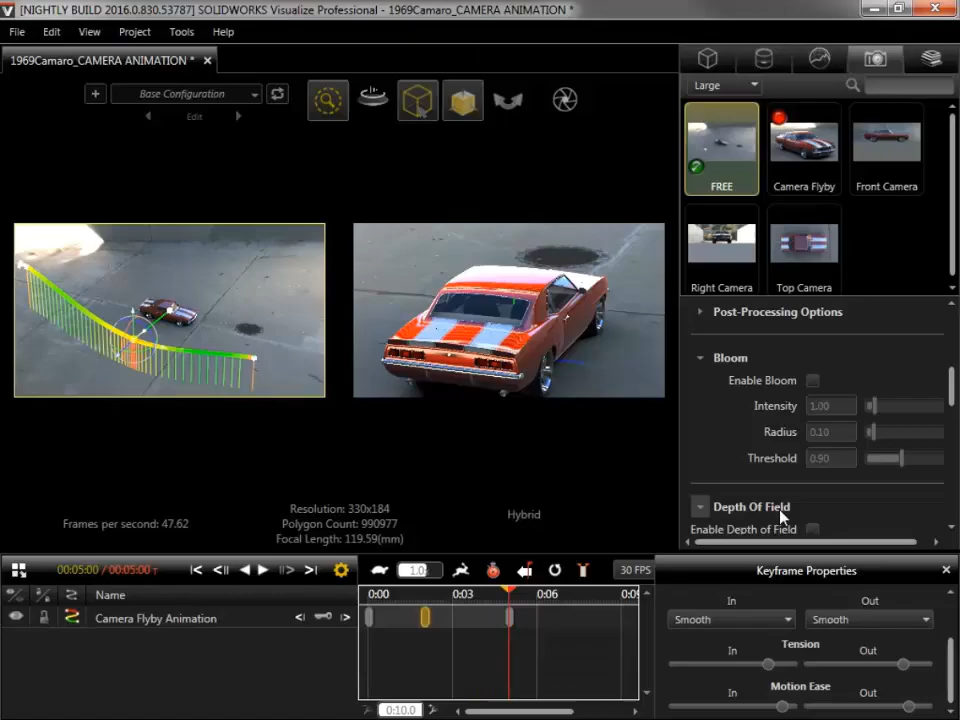 [NIGHTLY BUILD 2016.0.830.53787] SOLIDWORKS Visualize Professional - 1969Camaro_CAMERA ANIMATION *
File Edit View Project Tools Help
1969Camaro_CAMERA ANIMATION *
Base Configuration
Edit
Large
FREE
Camera Flyby
Front Camera
Right Camera
Top Camera
Post-Processing Options
Bloom
Enable Bloom
Intensity 1.00
Radius 0.10
Threshold 0.90
Depth Of Field
Enable Depth of Field
Frames per second: 47.62
Resolution: 330x184
Polygon Count: 990977
Focal Length: 119.59(mm)
Hybrid
00:05:00 / 00:05:00 T
1.0
30 FPS
Keyframe Properties
Name
0:00 0:03 0:06
Camera Flyby Animation
In Out
Smooth Smooth
Tension
In Out
Motion Ease
In Out
0:10.0